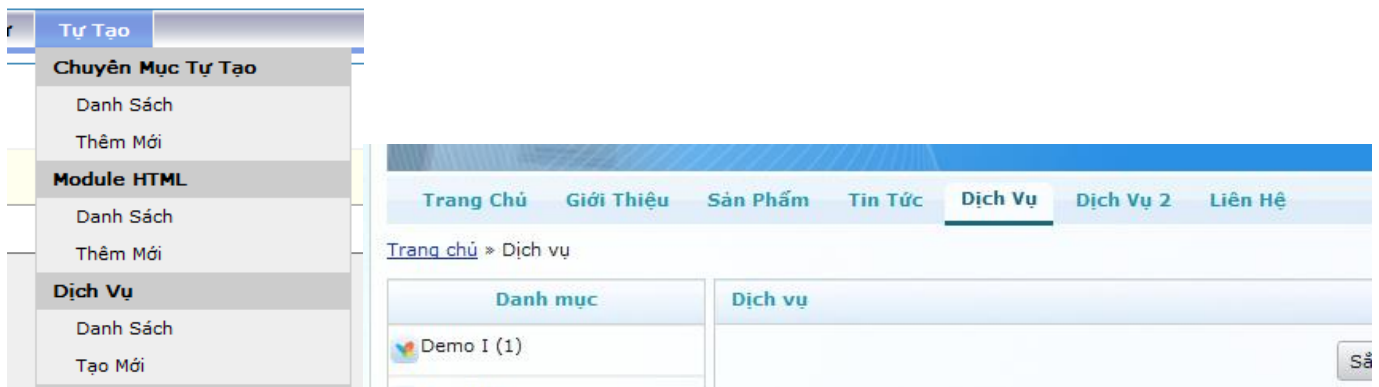 Tự Tạo
Chuyên Mục Tự Tạo
Danh Sách
Thêm Mới
Module HTML
Danh Sách
Thêm Mới
Dịch Vụ
Danh Sách
Tạo Mới
Trang Chủ Giới Thiệu Sản Phẩm Tin Tức Dịch Vụ Dịch Vụ 2 Liên Hệ
Trang chủ » Dịch vụ
Danh mục
Dịch vụ
Demo I (1)